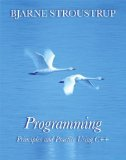 BJARNE STROUSTRUP
Programming
Principles and Practice Using C++